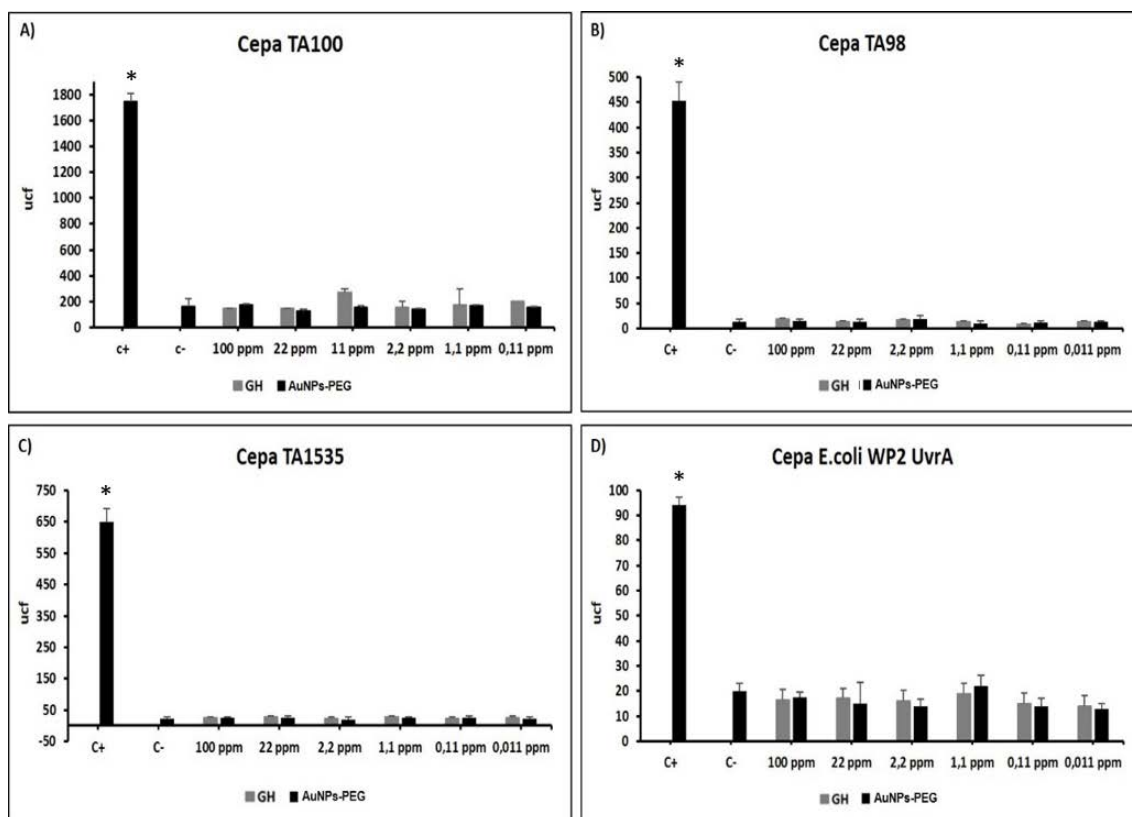 A)
Cepa TA100
*
1800
1600
1400
1200
1000
800
600
400
200
0
ucf
c+ c- 100 ppm 22 ppm 11 ppm 2,2 ppm 1,1 ppm 0,11 ppm
GH AuNPs-PEG
B)
Cepa TA98
*
500
450
400
350
300
250
200
150
100
50
0
ucf
C+ C- 100 ppm 22 ppm 2,2 ppm 1,1 ppm 0,11 ppm 0,011 ppm
GH AuNPs-PEG
C)
Cepa TA1535
*
750
650
550
450
350
250
150
50
-50
ucf
C+ C- 100 ppm 22 ppm 2,2 ppm 1,1 ppm 0,11 ppm 0,011 ppm
GH AuNPs-PEG
D)
Cepa E.coli WP2 UvrA
*
100
90
80
70
60
50
40
30
20
10
0
ucf
C+ C- 100 ppm 22 ppm 2,2 ppm 1,1 ppm 0,11 ppm 0,011 ppm
GH AuNPs-PEG